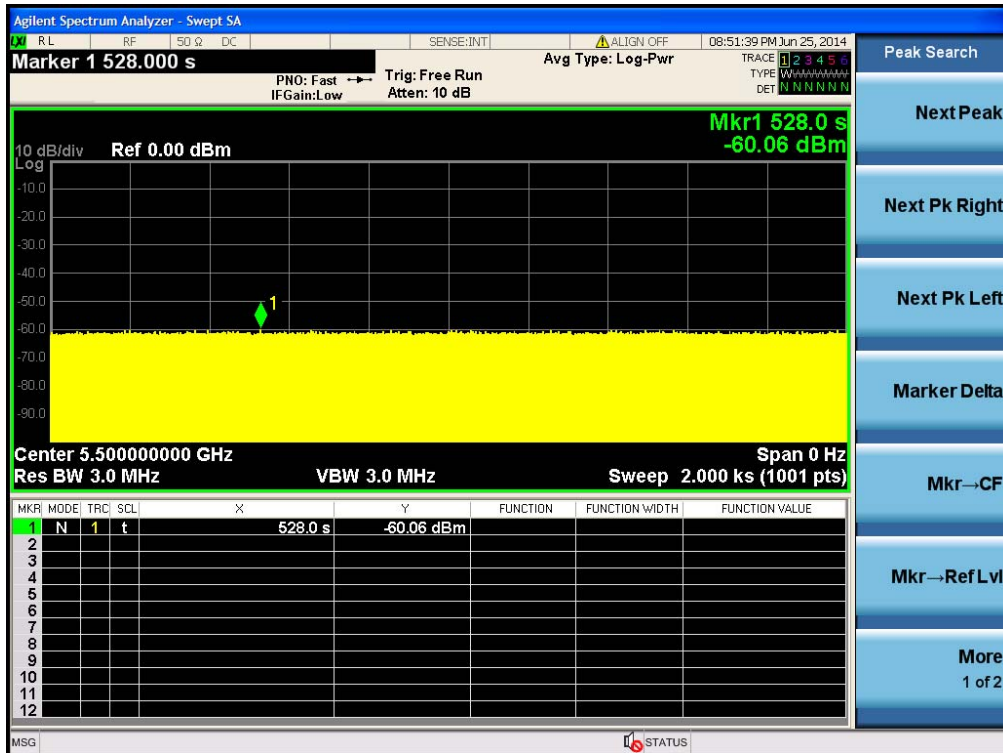 Agilent Spectrum Analyzer - Swept SA
LXI RL RF 50 Ω DC SENSE:INT ALIGN OFF 08:51:39 PM Jun 25, 2014
Marker 1 528.000 s
PNO: Fast
IFGain:Low
Trig: Free Run
Atten: 10 dB
Avg Type: Log-Pwr
TRACE 1 2 3 4 5 6
TYPE WWWWWW
DET N N N N N N
Mkr1 528.0 s
-60.06 dBm
10 dB/div Ref 0.00 dBm
Log
-10.0
-20.0
-30.0
-40.0
-50.0
-60.0
-70.0
-80.0
-90.0
1
Center 5.500000000 GHz Span 0 Hz
Res BW 3.0 MHz VBW 3.0 MHz Sweep 2.000 ks (1001 pts)
MKR MODE TRC SCL X Y FUNCTION FUNCTION WIDTH FUNCTION VALUE
1 N 1 t 528.0 s -60.06 dBm
2
3
4
5
6
7
8
9
10
11
12
MSG STATUS
Peak Search
Next Peak
Next Pk Right
Next Pk Left
Marker Delta
Mkr→CF
Mkr→Ref Lvl
More
1 of 2